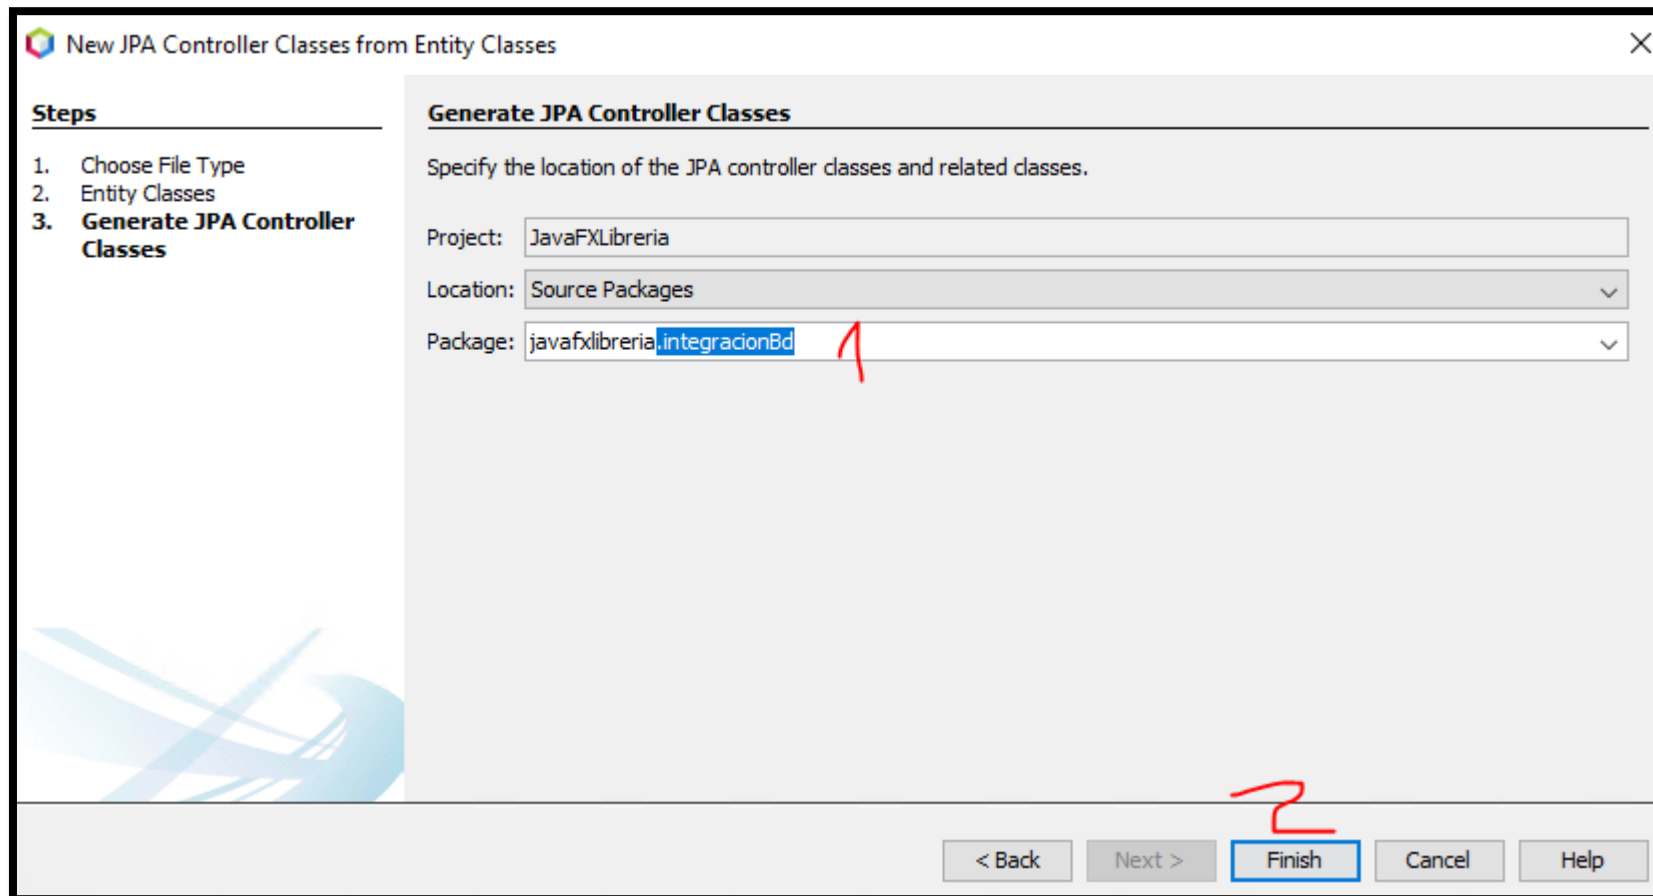 New JPA Controller Classes from Entity Classes
Steps
1. Choose File Type
2. Entity Classes
3. Generate JPA Controller
Classes
Generate JPA Controller Classes
Specify the location of the JPA controller classes and related classes.
Project: JavaFXLibreria
Location: Source Packages
Package: javafxlibreria.integracionBd
1
2
< Back Next > Finish Cancel Help